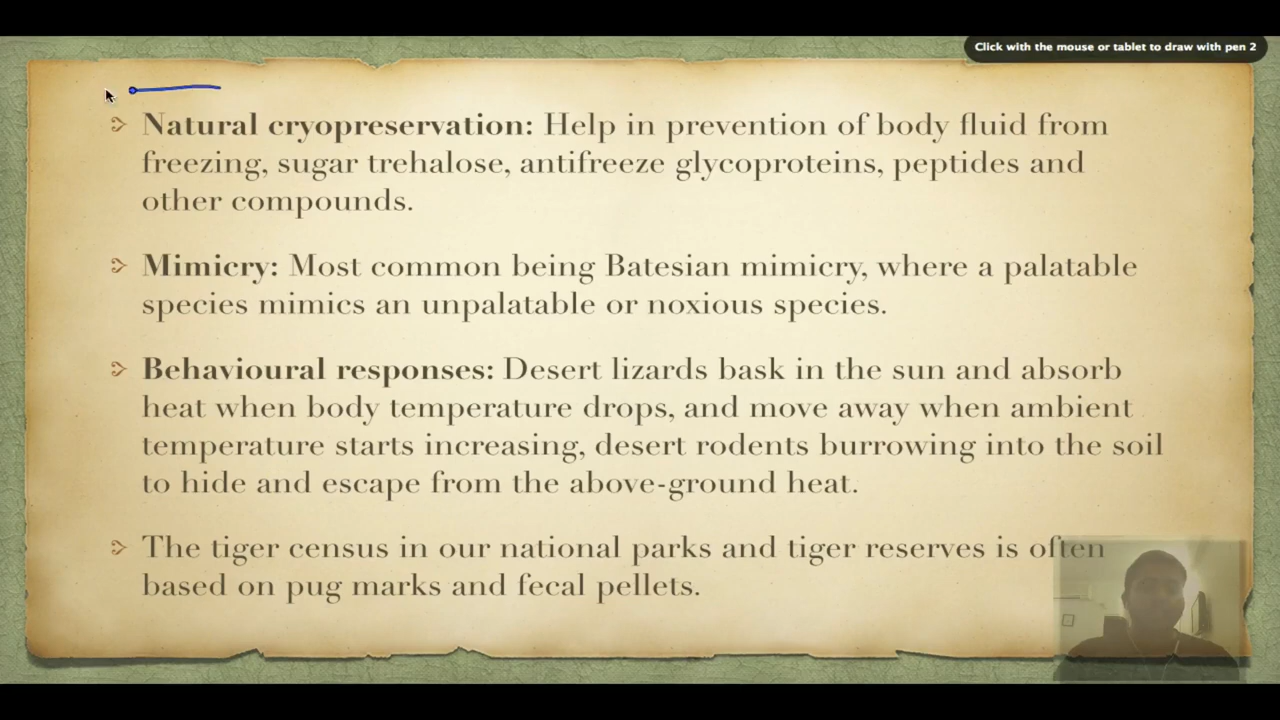 Click with the mouse or tablet to draw with pen 2
Natural cryopreservation: Help in prevention of body fluid from
freezing, sugar trehalose, antifreeze glycoproteins, peptides and
other compounds.
Mimicry: Most common being Batesian mimicry, where a palatable
species mimics an unpalatable or noxious species.
Behavioural responses: Desert lizards bask in the sun and absorb
heat when body temperature drops, and move away when ambient
temperature starts increasing, desert rodents burrowing into the soil
to hide and escape from the above-ground heat.
The tiger census in our national parks and tiger reserves is often
based on pug marks and fecal pellets.